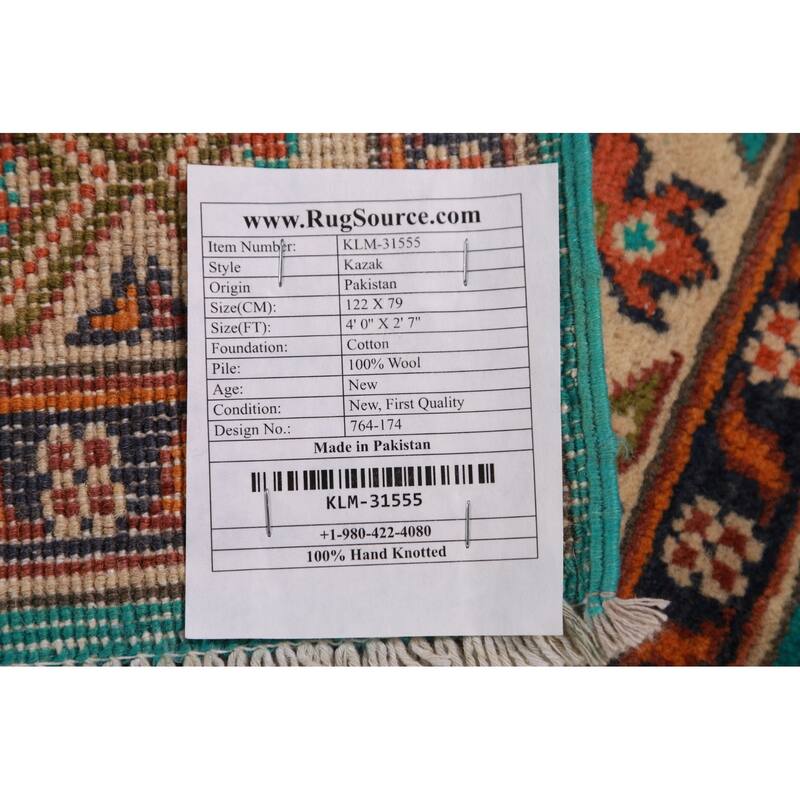 www.RugSource.com
Item Number: KLM-31555
Style Kazak
Origin Pakistan
Size(CM): 122 X 79
Size(FT): 4' 0" X 2' 7"
Foundation: Cotton
Pile: 100% Wool
Age: New
Condition: New, First Quality
Design No.: 764-174
Made in Pakistan
KLM-31555
+1-980-422-4080
100% Hand Knotted